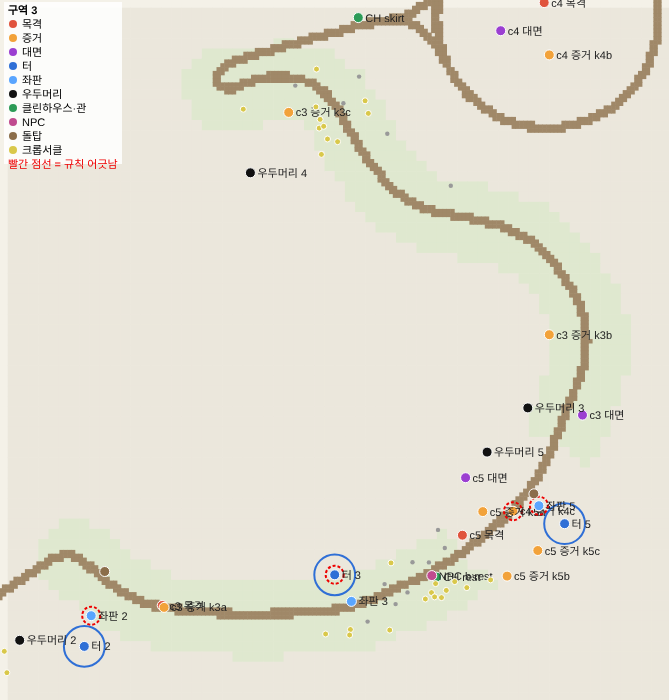 구역 3
목격
증거
대면
터
좌판
우두머리
클린하우스·관
NPC
돌탑
크롭서클
빨간 점선 = 규칙 어긋남
c4 목격
CH skirt
c4 대면
c4 증거 k4b
c3 증거 k3c
우두머리 4
c3 증거 k3b
우두머리 3
c3 대면
우두머리 5
c5 대면
좌판 5
터 5
c5 목격
c5 증거 k5c
c5 증거 k5b
터 3
좌판 3
c3 증거 k3a
좌판 2
우두머리 2
터 2